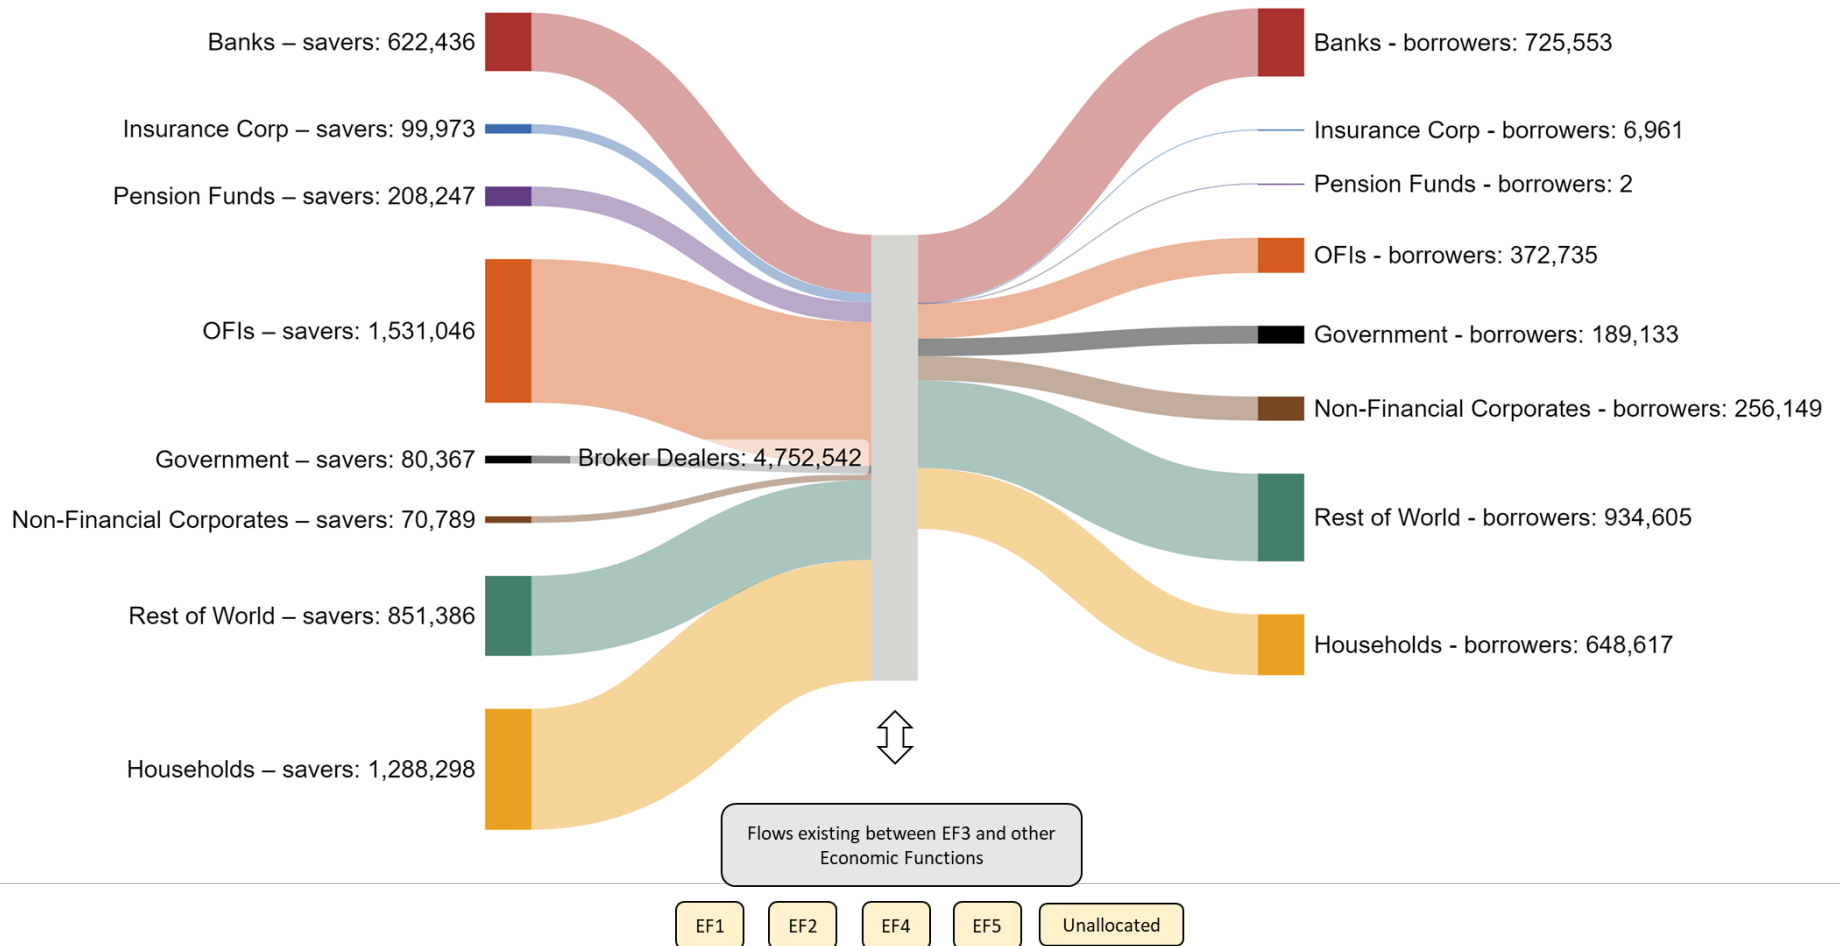 Banks – savers: 622,436
Insurance Corp – savers: 99,973
Pension Funds – savers: 208,247
OFIs – savers: 1,531,046
Government – savers: 80,367
Non-Financial Corporates – savers: 70,789
Rest of World – savers: 851,386
Households – savers: 1,288,298
Broker Dealers: 4,752,542
Banks - borrowers: 725,553
Insurance Corp - borrowers: 6,961
Pension Funds - borrowers: 2
OFIs - borrowers: 372,735
Government - borrowers: 189,133
Non-Financial Corporates - borrowers: 256,149
Rest of World - borrowers: 934,605
Households - borrowers: 648,617
Flows existing between EF3 and other
Economic Functions
EF1
EF2
EF4
EF5
Unallocated